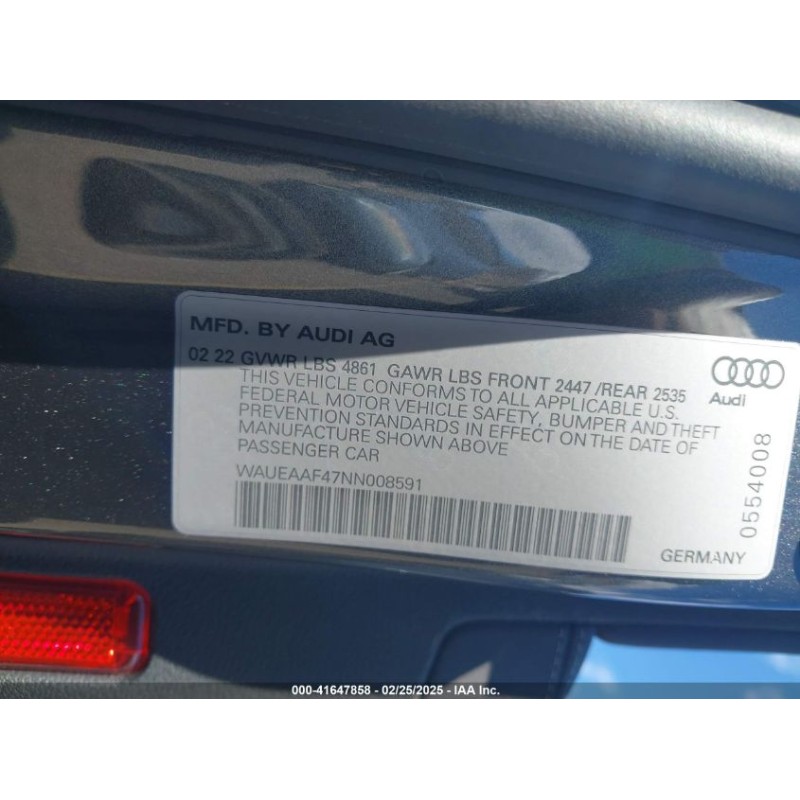 MFD. BY AUDI AG
02 22 GVWR LBS 4861 GAWR LBS FRONT 2447 /REAR 2535
THIS VEHICLE CONFORMS TO ALL APPLICABLE U.S.
FEDERAL MOTOR VEHICLE SAFETY, BUMPER AND THEFT
PREVENTION STANDARDS IN EFFECT ON THE DATE OF
MANUFACTURE SHOWN ABOVE
PASSENGER CAR
WAUEAAF47NN008591
Audi
0554008
GERMANY
000-41647858 - 02/25/2025 - IAA Inc.